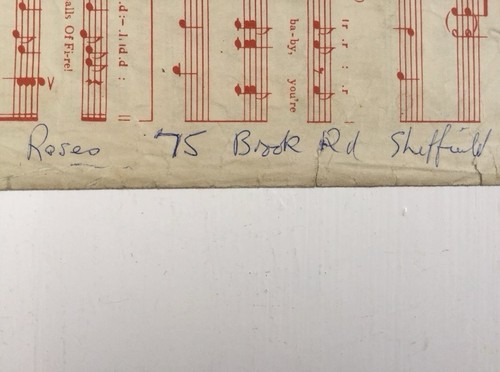 alls Of Fi-re!
.d :- .l,|d.d : ||
ba-by, you're
|r .r : .r
Roses 75 Brook Rd Sheffield